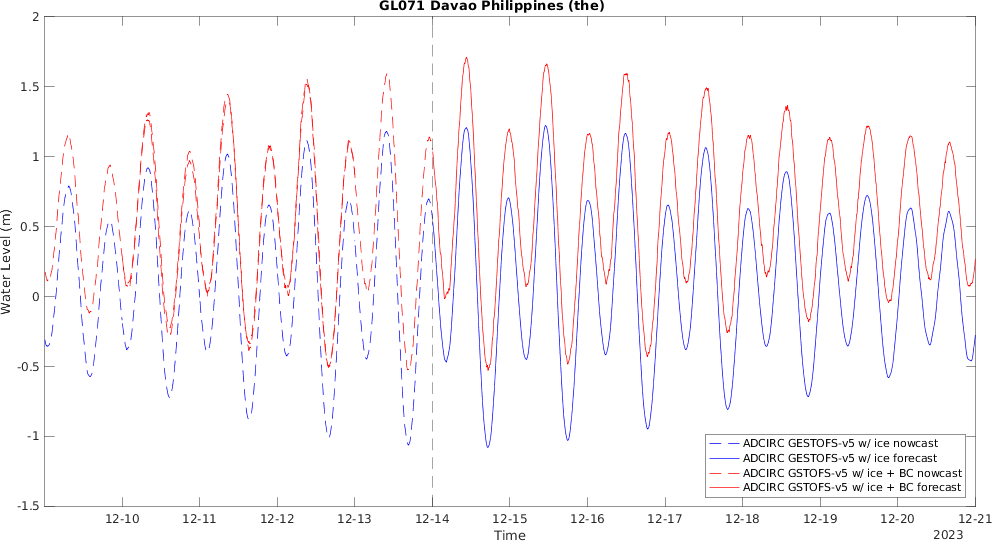 GL071 Davao Philippines (the)
2
1.5
1
0.5
0
-0.5
-1
-1.5
Water Level (m)
ADCIRC GESTOFS-v5 w/ ice nowcast
ADCIRC GESTOFS-v5 w/ ice forecast
ADCIRC GSTOFS-v5 w/ ice + BC nowcast
ADCIRC GSTOFS-v5 w/ ice + BC forecast
12-10 12-11 12-12 12-13 12-14 12-15 12-16 12-17 12-18 12-19 12-20 12-21
Time
2023